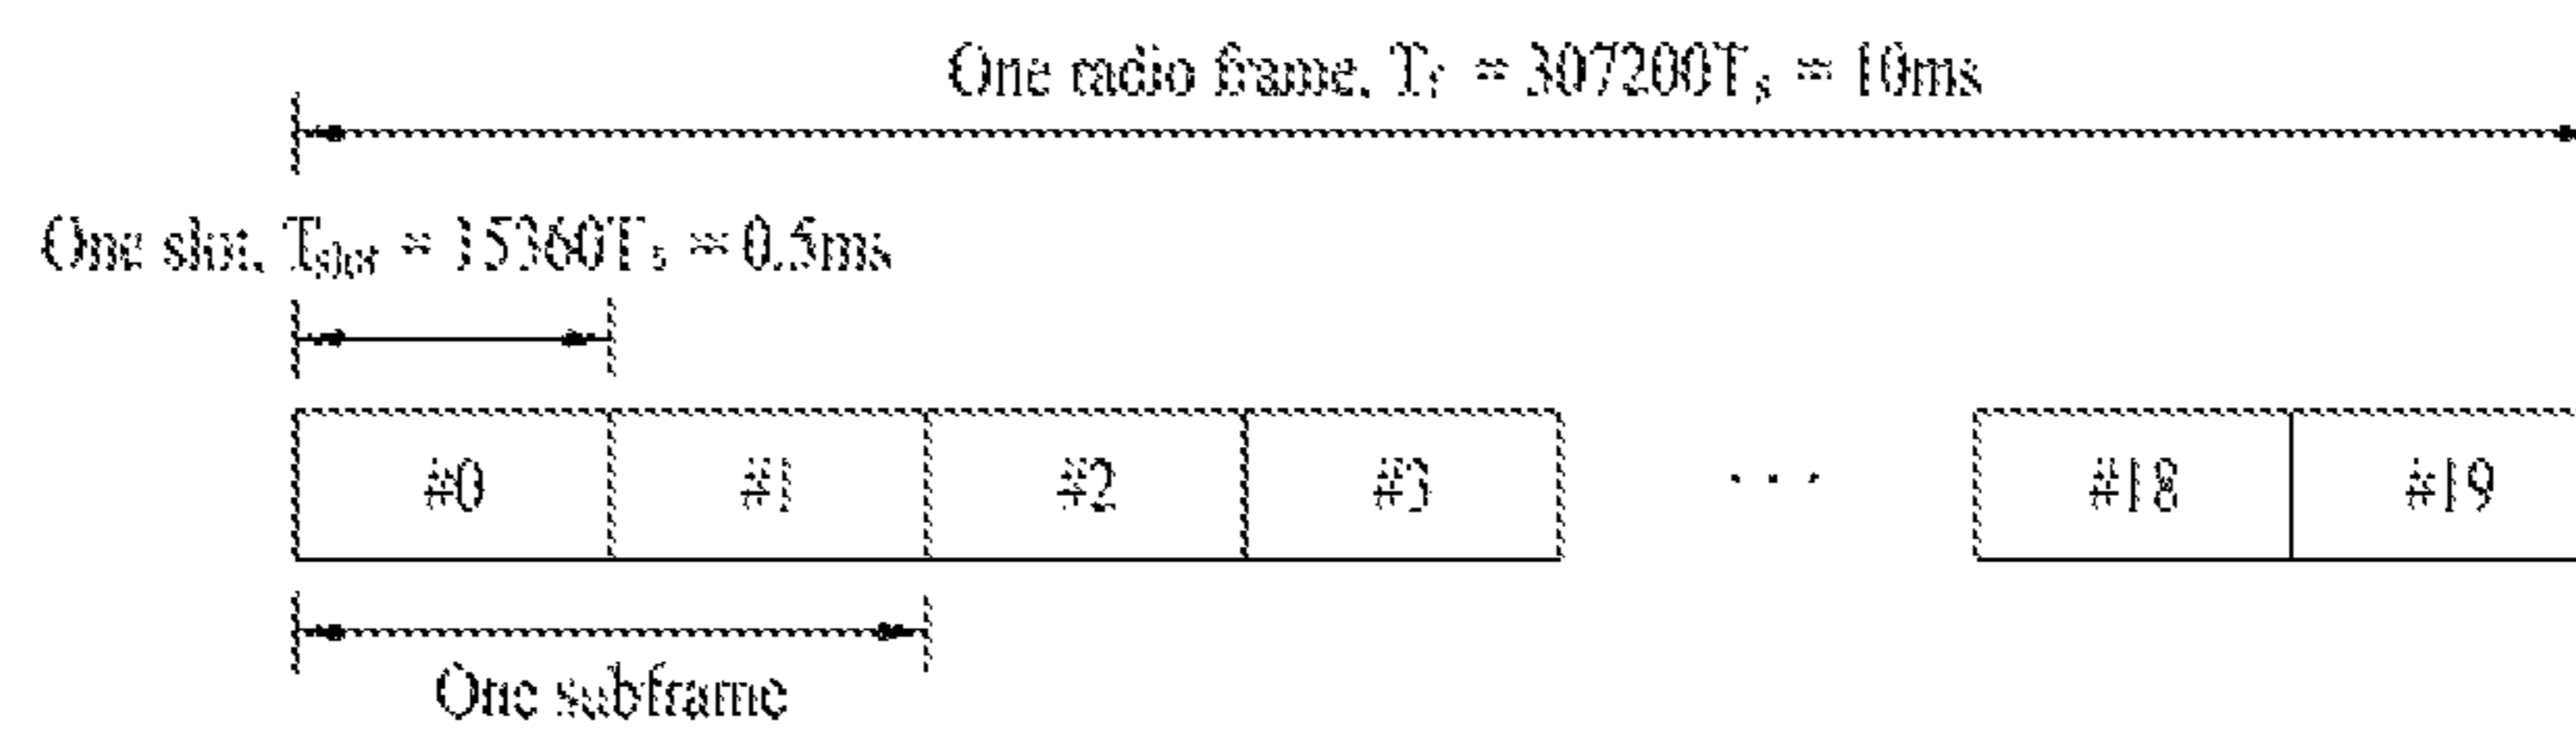 One radio frame, Tf = 307200Ts = 10ms
One slot, Tslot = 15360Ts = 0.5ms
#0 #1 #2 #3 ... #18 #19
One subframe